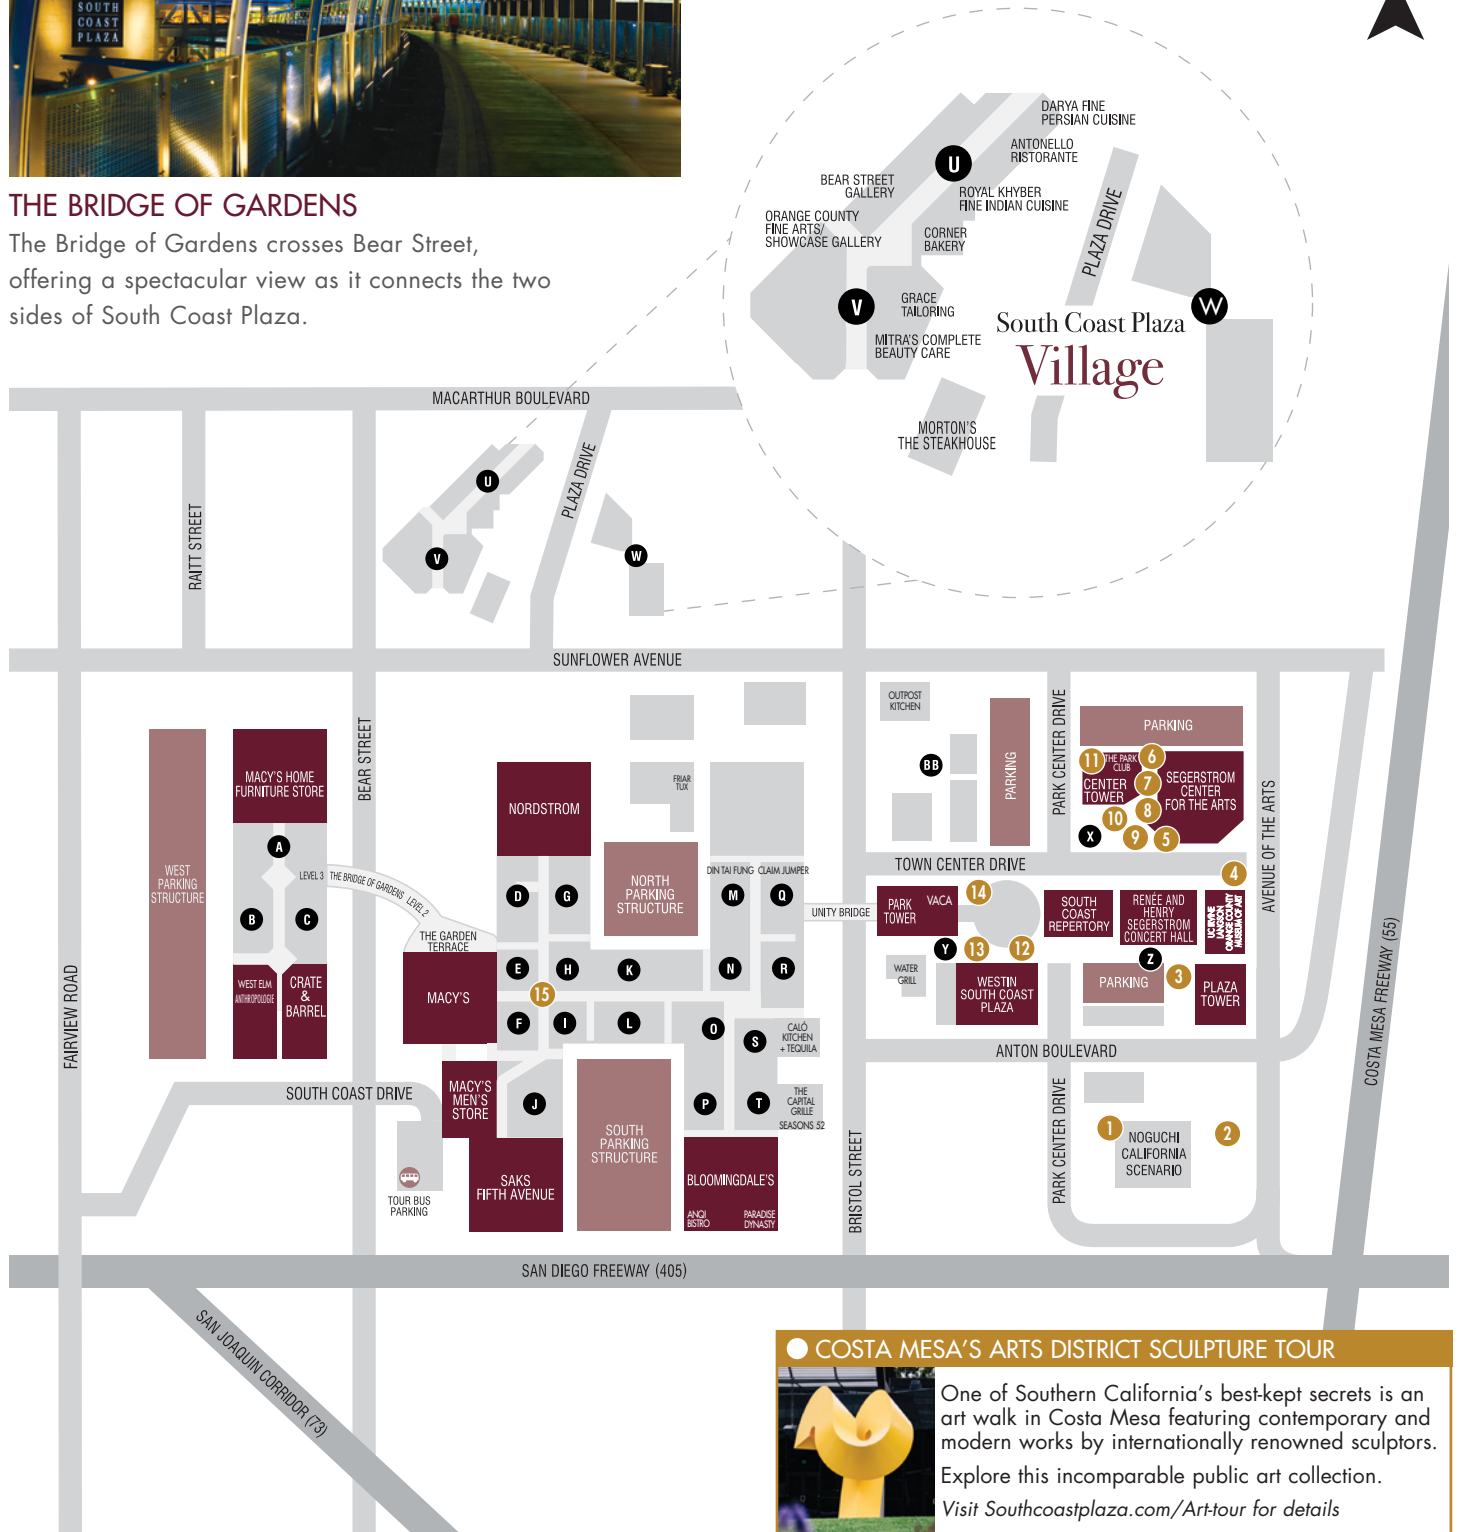 SOUTH
COAST
PLAZA
THE BRIDGE OF GARDENS
The Bridge of Gardens crosses Bear Street,
offering a spectacular view as it connects the two
sides of South Coast Plaza.
DARYA FINE
PERSIAN CUISINE
ANTONELLO
RISTORANTE
U
BEAR STREET
GALLERY
ROYAL KHYBER
FINE INDIAN CUISINE
ORANGE COUNTY
FINE ARTS/
SHOWCASE GALLERY
CORNER
BAKERY
PLAZA DRIVE
V
GRACE
TAILORING
W
MITRA'S COMPLETE
BEAUTY CARE
South Coast Plaza
Village
MORTON'S
THE STEAKHOUSE
MACARTHUR BOULEVARD
RAITT STREET
U
V
PLAZA DRIVE
W
SUNFLOWER AVENUE
FAIRVIEW ROAD
BEAR STREET
WEST
PARKING
STRUCTURE
MACY'S HOME
FURNITURE STORE
A
B
C
LEVEL 3
THE BRIDGE OF GARDENS
LEVEL 2
WEST ELM
ANTHROPOLOGIE
CRATE
&
BARREL
THE GARDEN
TERRACE
MACY'S
NORDSTROM
FRIAR
TUX
NORTH
PARKING
STRUCTURE
DIN TAI FUNG
CLAIM JUMPER
D
G
M
Q
E
H
K
N
R
15
F
I
L
O
S
CALÓ
KITCHEN
+ TEQUILA
MACY'S
MEN'S
STORE
J
P
T
THE
CAPITAL
GRILLE
SEASONS 52
SOUTH
PARKING
STRUCTURE
SAKS
FIFTH AVENUE
BLOOMINGDALE'S
ANQI
BISTRO
PARADISE
DYNASTY
SOUTH COAST DRIVE
TOUR BUS
PARKING
UNITY BRIDGE
BRISTOL STREET
OUTPOST
KITCHEN
BB
PARKING
PARK CENTER DRIVE
PARKING
11
THE PARK
CLUB
CENTER
TOWER
6
7
8
SEGERSTROM
CENTER
FOR THE ARTS
10
9
5
X
TOWN CENTER DRIVE
4
AVENUE OF THE ARTS
PARK
TOWER
VACA
14
SOUTH
COAST
REPERTORY
RENÉE AND
HENRY
SEGERSTROM
CONCERT HALL
UC IRVINE
LANGSON
ORANGE COUNTY
MUSEUM OF ART
Y
13
12
Z
WATER
GRILL
WESTIN
SOUTH COAST
PLAZA
PARKING
3
PLAZA
TOWER
ANTON BOULEVARD
PARK CENTER DRIVE
1
2
NOGUCHI
CALIFORNIA
SCENARIO
COSTA MESA FREEWAY (55)
SAN DIEGO FREEWAY (405)
SAN JOAQUIN CORRIDOR (73)
COSTA MESA'S ARTS DISTRICT SCULPTURE TOUR
One of Southern California's best-kept secrets is an
art walk in Costa Mesa featuring contemporary and
modern works by internationally renowned sculptors.
Explore this incomparable public art collection.
Visit Southcoastplaza.com/Art-tour for details